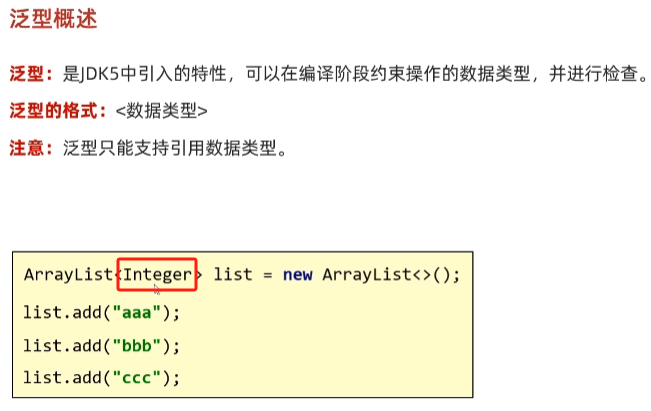 泛型概述
泛型：是JDK5中引入的特性，可以在编译阶段约束操作的数据类型，并进行检查。
泛型的格式：<数据类型>
注意：泛型只能支持引用数据类型。
ArrayList<Integer> list = new ArrayList<>();
list.add("aaa");
list.add("bbb");
list.add("ccc");